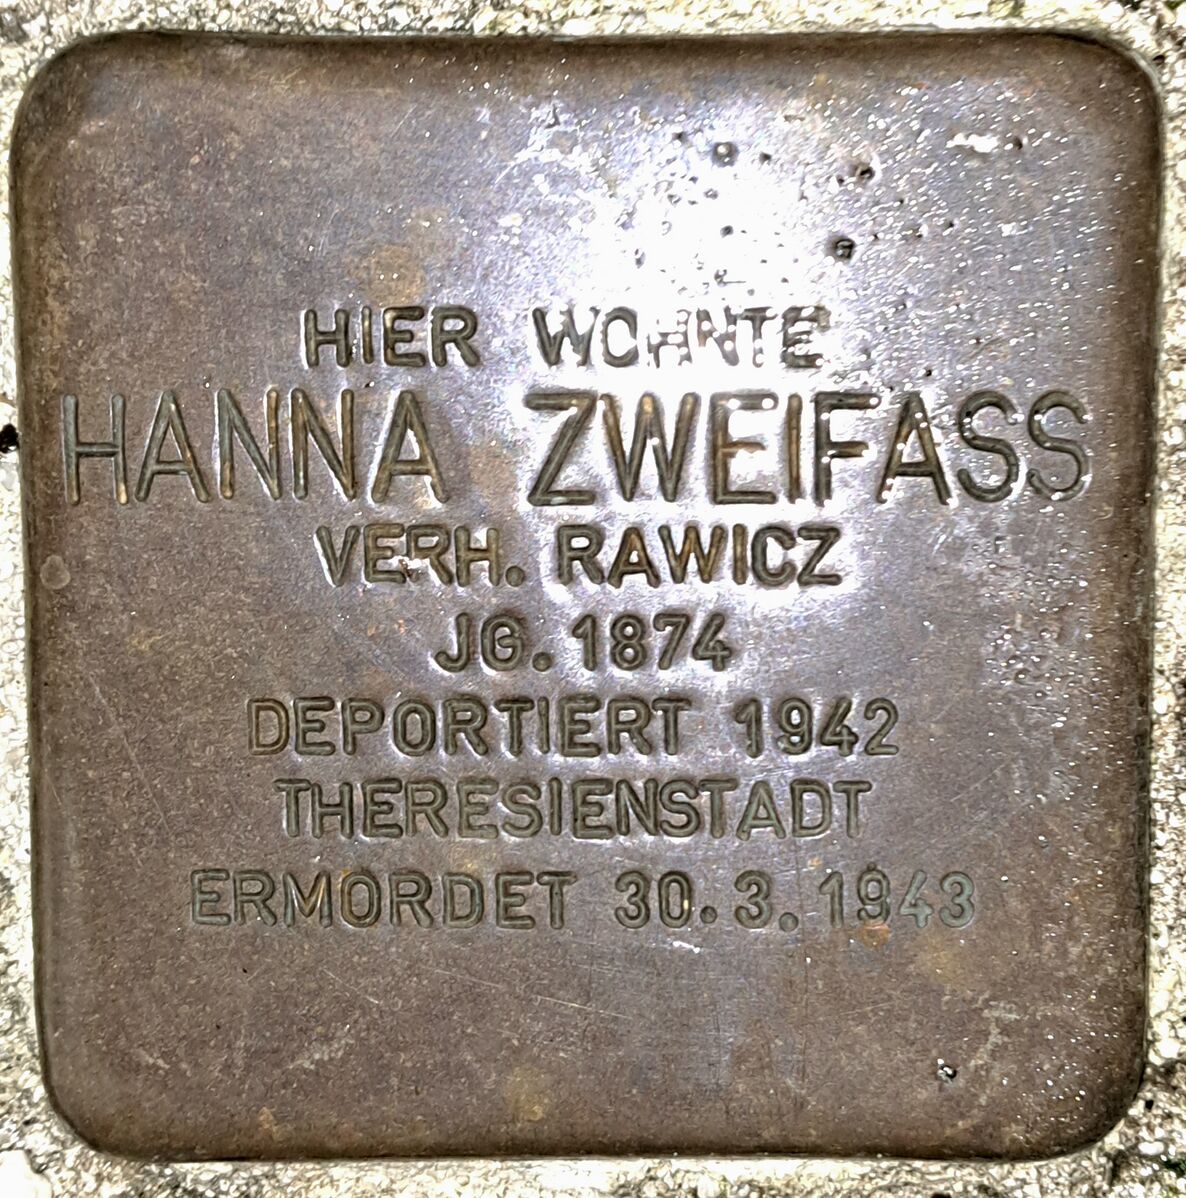 HIER WOHNTE
HANNA ZWEIFASS
VERH. RAWICZ
JG. 1874
DEPORTIERT 1942
THERESIENSTADT
ERMORDET 30.3.1943